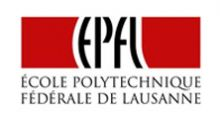 EPFL
ÉCOLE POLYTECHNIQUE
FÉDÉRALE DE LAUSANNE